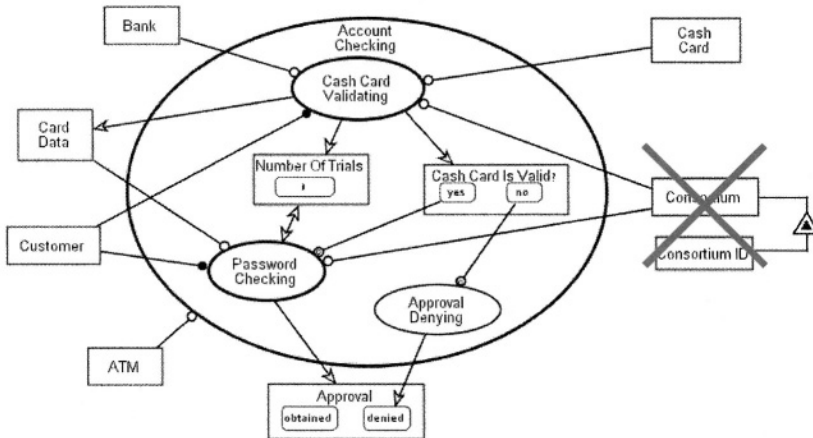 Bank
Account
Checking
Cash
Card
Cash Card
Validating
Card
Data
Number Of Trials
Cash Card Is Valid?
yes
no
Consortium
Customer
Password
Checking
Consortium ID
Approval
Denying
ATM
Approval
obtained
denied